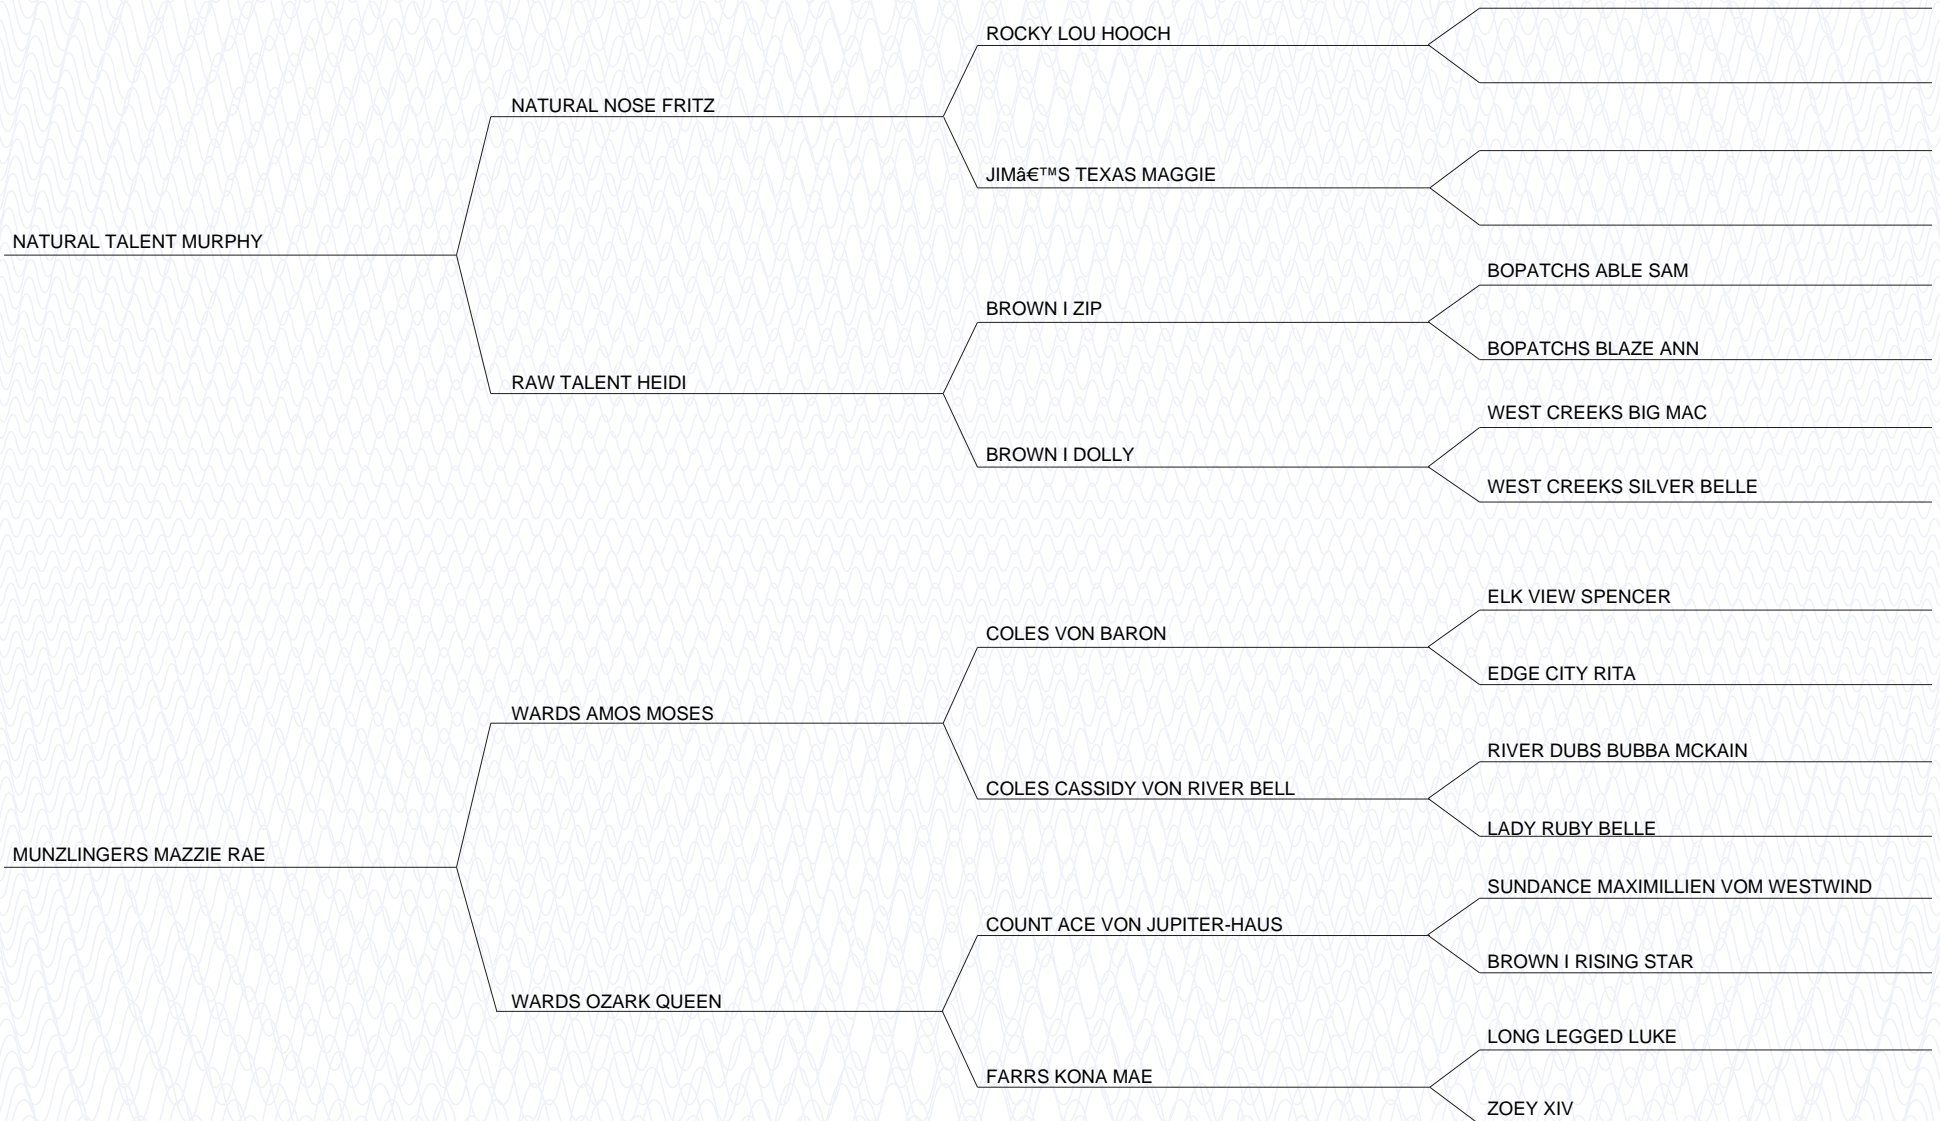 ROCKY LOU HOOCH
NATURAL NOSE FRITZ
JIMâ€™S TEXAS MAGGIE
NATURAL TALENT MURPHY
BOPATCHS ABLE SAM
BROWN I ZIP
BOPATCHS BLAZE ANN
RAW TALENT HEIDI
WEST CREEKS BIG MAC
BROWN I DOLLY
WEST CREEKS SILVER BELLE
ELK VIEW SPENCER
COLES VON BARON
EDGE CITY RITA
WARDS AMOS MOSES
RIVER DUBS BUBBA MCKAIN
COLES CASSIDY VON RIVER BELL
LADY RUBY BELLE
MUNZLINGERS MAZZIE RAE
SUNDANCE MAXIMILLIEN VOM WESTWIND
COUNT ACE VON JUPITER-HAUS
BROWN I RISING STAR
WARDS OZARK QUEEN
LONG LEGGED LUKE
FARRS KONA MAE
ZOEY XIV